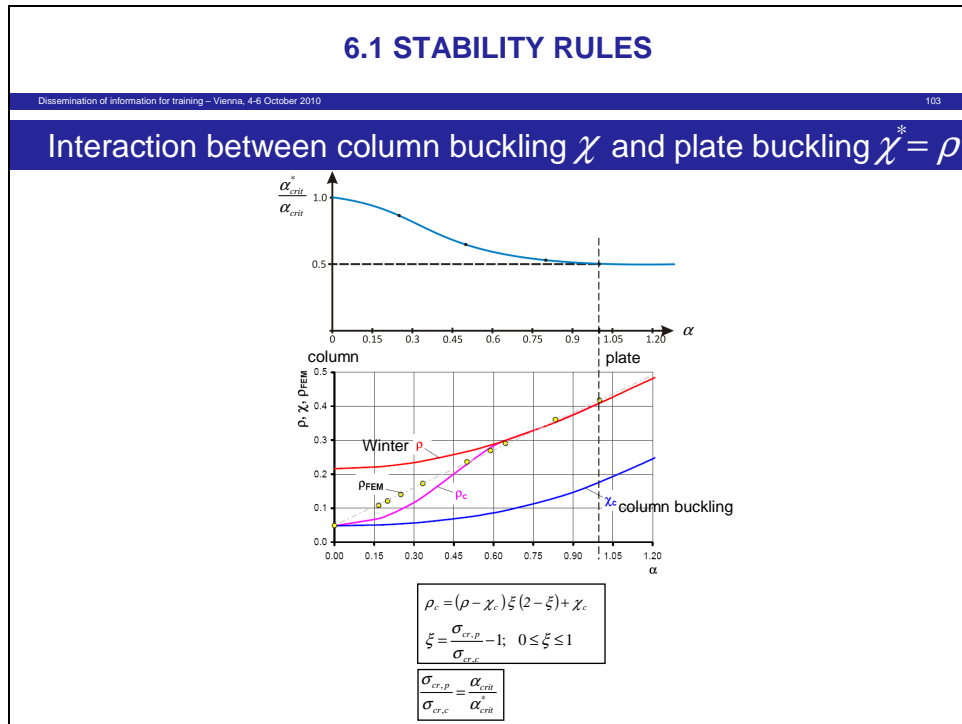 6.1 STABILITY RULES
Dissemination of information for training – Vienna, 4-6 October 2010 103
Interaction between column buckling χ and plate buckling χ* = ρ
α*crit / αcrit
1.0
0.5
0 0.15 0.30 0.45 0.6 0.75 0.9 1.05 1.20 α
column plate
ρ, χ, ρFEM
0.5
0.4
0.3
0.2
0.1
0.0
Winter ρ
ρFEM
ρc
χc column buckling
0.00 0.15 0.30 0.45 0.60 0.75 0.90 1.05 1.20
α
ρc = (ρ − χc) ξ (2 − ξ) + χc
ξ = σcr,p / σcr,c − 1; 0 ≤ ξ ≤ 1
σcr,p / σcr,c = αcrit / α*crit